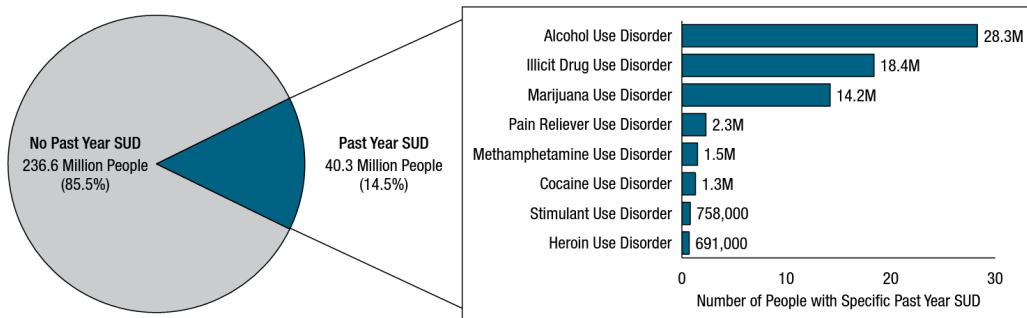 No Past Year SUD
236.6 Million People
(85.5%)
Past Year SUD
40.3 Million People
(14.5%)
Alcohol Use Disorder 28.3M
Illicit Drug Use Disorder 18.4M
Marijuana Use Disorder 14.2M
Pain Reliever Use Disorder 2.3M
Methamphetamine Use Disorder 1.5M
Cocaine Use Disorder 1.3M
Stimulant Use Disorder 758,000
Heroin Use Disorder 691,000
0 10 20 30
Number of People with Specific Past Year SUD